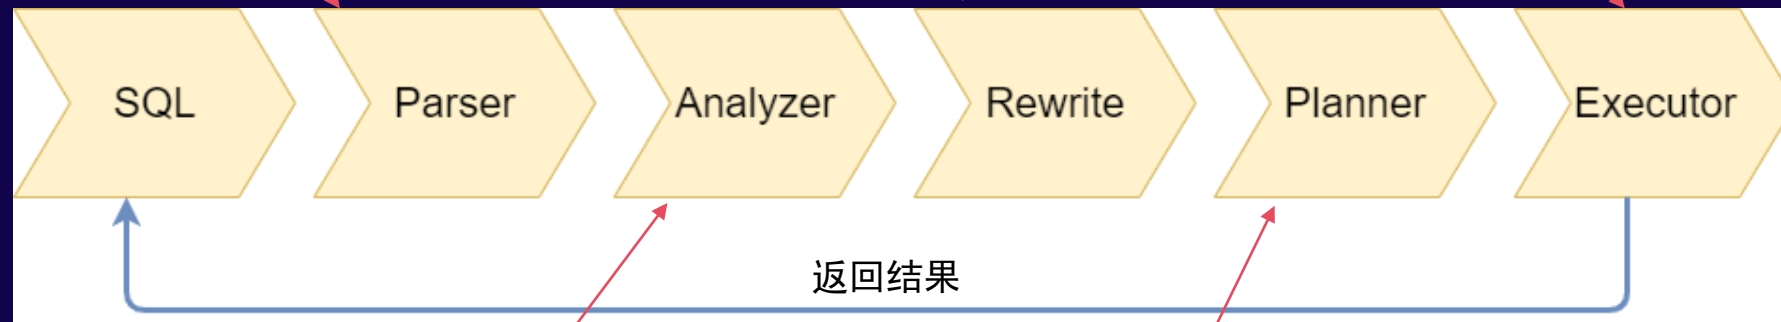 SQL
Parser
Analyzer
Rewrite
Planner
Executor
返回结果